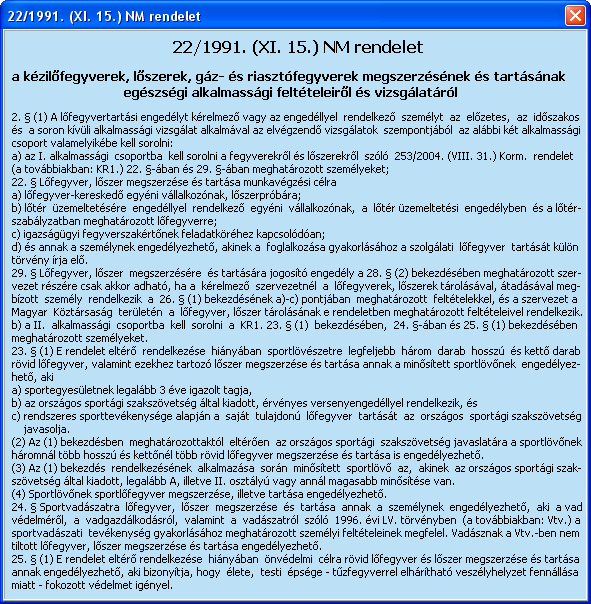 22/1991. (XI. 15.) NM rendelet
22/1991. (XI. 15.) NM rendelet
a kézilőfegyverek, lőszerek, gáz- és riasztófegyverek megszerzésének és tartásának
egészségi alkalmassági feltételeiről és vizsgálatáról
2. § (1) A lőfegyvertartási engedélyt kérelmező vagy az engedéllyel rendelkező személyt az előzetes, az időszakos
és a soron kívüli alkalmassági vizsgálat alkalmával az elvégzendő vizsgálatok szempontjából az alábbi két alkalmassági
csoport valamelyikébe kell sorolni:
a) az I. alkalmassági csoportba kell sorolni a fegyverekről és lőszerekről szóló 253/2004. (VIII. 31.) Korm. rendelet
(a továbbiakban: KR1.) 22. §-ában és 29. §-ában meghatározott személyeket;
22. § Lőfegyver, lőszer megszerzése és tartása munkavégzési célra
a) lőfegyver-kereskedő egyéni vállalkozónak, lőszerpróbára;
b) lőtér üzemeltetésére engedéllyel rendelkező egyéni vállalkozónak, a lőtér üzemeltetési engedélyben és a lőtér-
szabályzatban meghatározott lőfegyverre;
c) igazságügyi fegyverszakértőnek feladatköréhez kapcsolódóan;
d) és annak a személynek engedélyezhető, akinek a foglalkozása gyakorlásához a szolgálati lőfegyver tartását külön
törvény írja elő.
29. § Lőfegyver, lőszer megszerzésére és tartására jogosító engedély a 28. § (2) bekezdésében meghatározott szer-
vezet részére csak akkor adható, ha a kérelmező szervezetnél a lőfegyverek, lőszerek tárolásával, átadásával meg-
bízott személy rendelkezik a 26. § (1) bekezdésének a)-c) pontjában meghatározott feltételekkel, és a szervezet a
Magyar Köztársaság területén a lőfegyver, lőszer tárolásának e rendeletben meghatározott feltételeivel rendelkezik.
b) a II. alkalmassági csoportba kell sorolni a KR1. 23. § (1) bekezdésében, 24. §-ában és 25. § (1) bekezdésében
meghatározott személyeket.
23. § (1) E rendelet eltérő rendelkezése hiányában sportlövészetre legfeljebb három darab hosszú és kettő darab
rövid lőfegyver, valamint ezekhez tartozó lőszer megszerzése és tartása annak a minősített sportlövőnek engedélyez-
hető, aki
a) sportegyesületnek legalább 3 éve igazolt tagja,
b) az országos sportági szakszövetség által kiadott, érvényes versenyengedéllyel rendelkezik, és
c) rendszeres sporttevékenysége alapján a saját tulajdonú lőfegyver tartását az országos sportági szakszövetség
javasolja.
(2) Az (1) bekezdésben meghatározottaktól eltérően az országos sportági szakszövetség javaslatára a sportlövőnek
háromnál több hosszú és kettőnél több rövid lőfegyver megszerzése és tartása is engedélyezhető.
(3) Az (1) bekezdés rendelkezésének alkalmazása során minősített sportlövő az, akinek az országos sportági szak-
szövetség által kiadott, legalább A, illetve II. osztályú vagy annál magasabb minősítése van.
(4) Sportlövőnek sportlőfegyver megszerzése, illetve tartása engedélyezhető.
24. § Sportvadászatra lőfegyver, lőszer megszerzése és tartása annak a személynek engedélyezhető, aki a vad
védelméről, a vadgazdálkodásról, valamint a vadászatról szóló 1996. évi LV. törvényben (a továbbiakban: Vtv.) a
sportvadászati tevékenység gyakorlásához meghatározott személyi feltételeinek megfelel. Vadásznak a Vtv.-ben nem
tiltott lőfegyver, lőszer megszerzése és tartása engedélyezhető.
25. § (1) E rendelet eltérő rendelkezése hiányában önvédelmi célra rövid lőfegyver és lőszer megszerzése és tartása
annak engedélyezhető, aki bizonyítja, hogy élete, testi épsége - tűzfegyverrel elhárítható veszélyhelyzet fennállása
miatt - fokozott védelmet igényel.